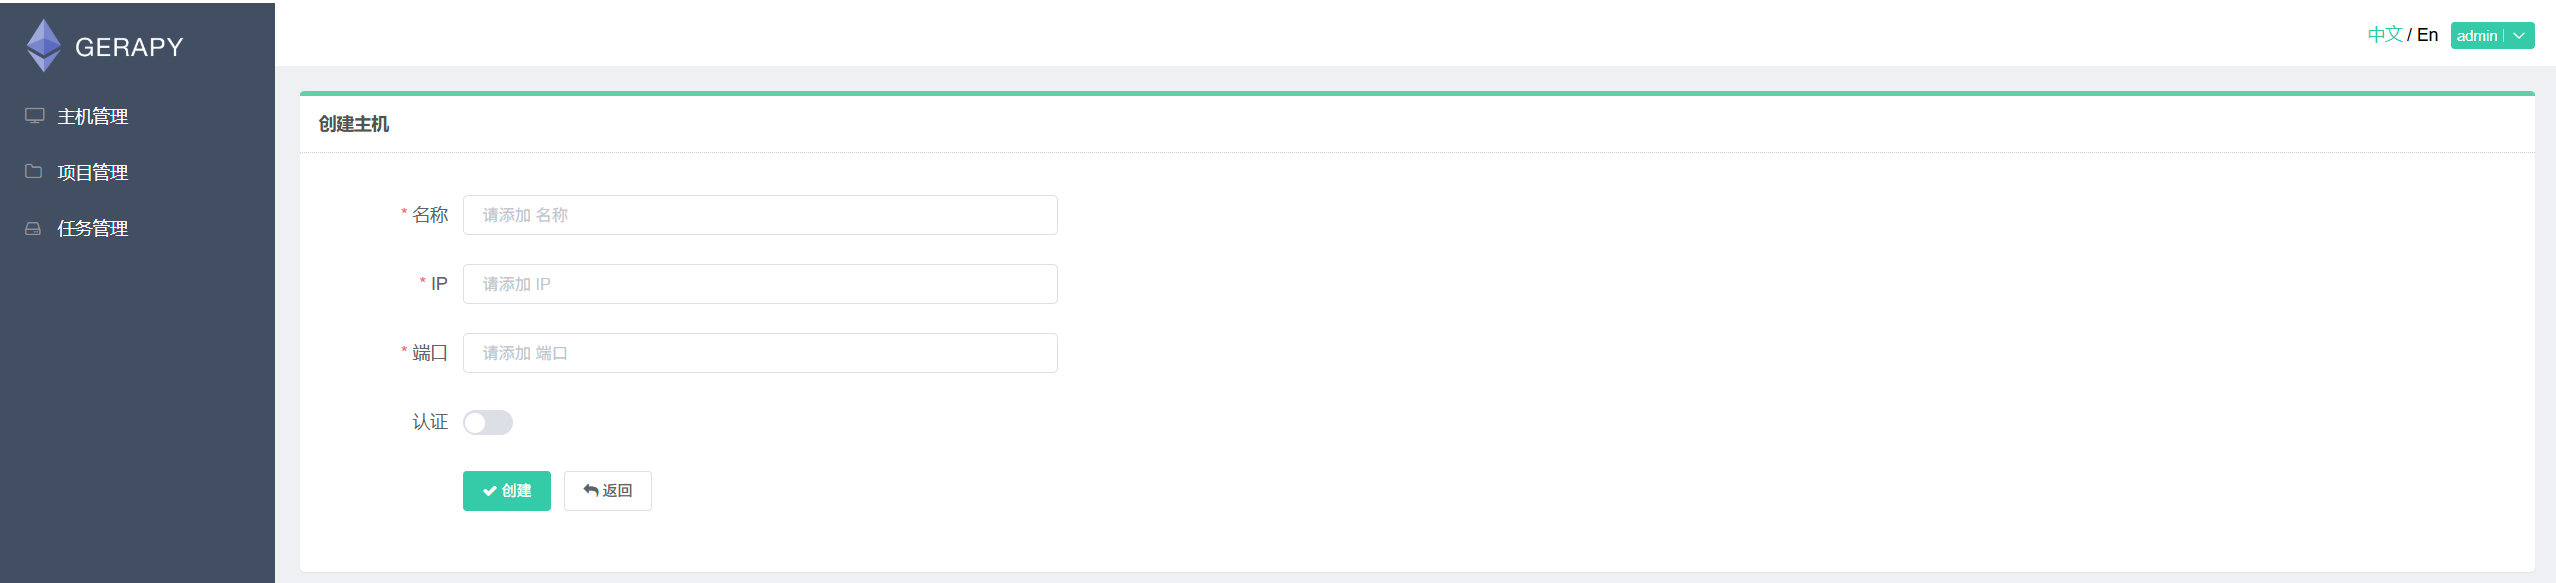 GERAPY
主机管理
项目管理
任务管理
中文 / En admin
创建主机
* 名称 请添加 名称
* IP 请添加 IP
* 端口 请添加 端口
认证
创建 返回